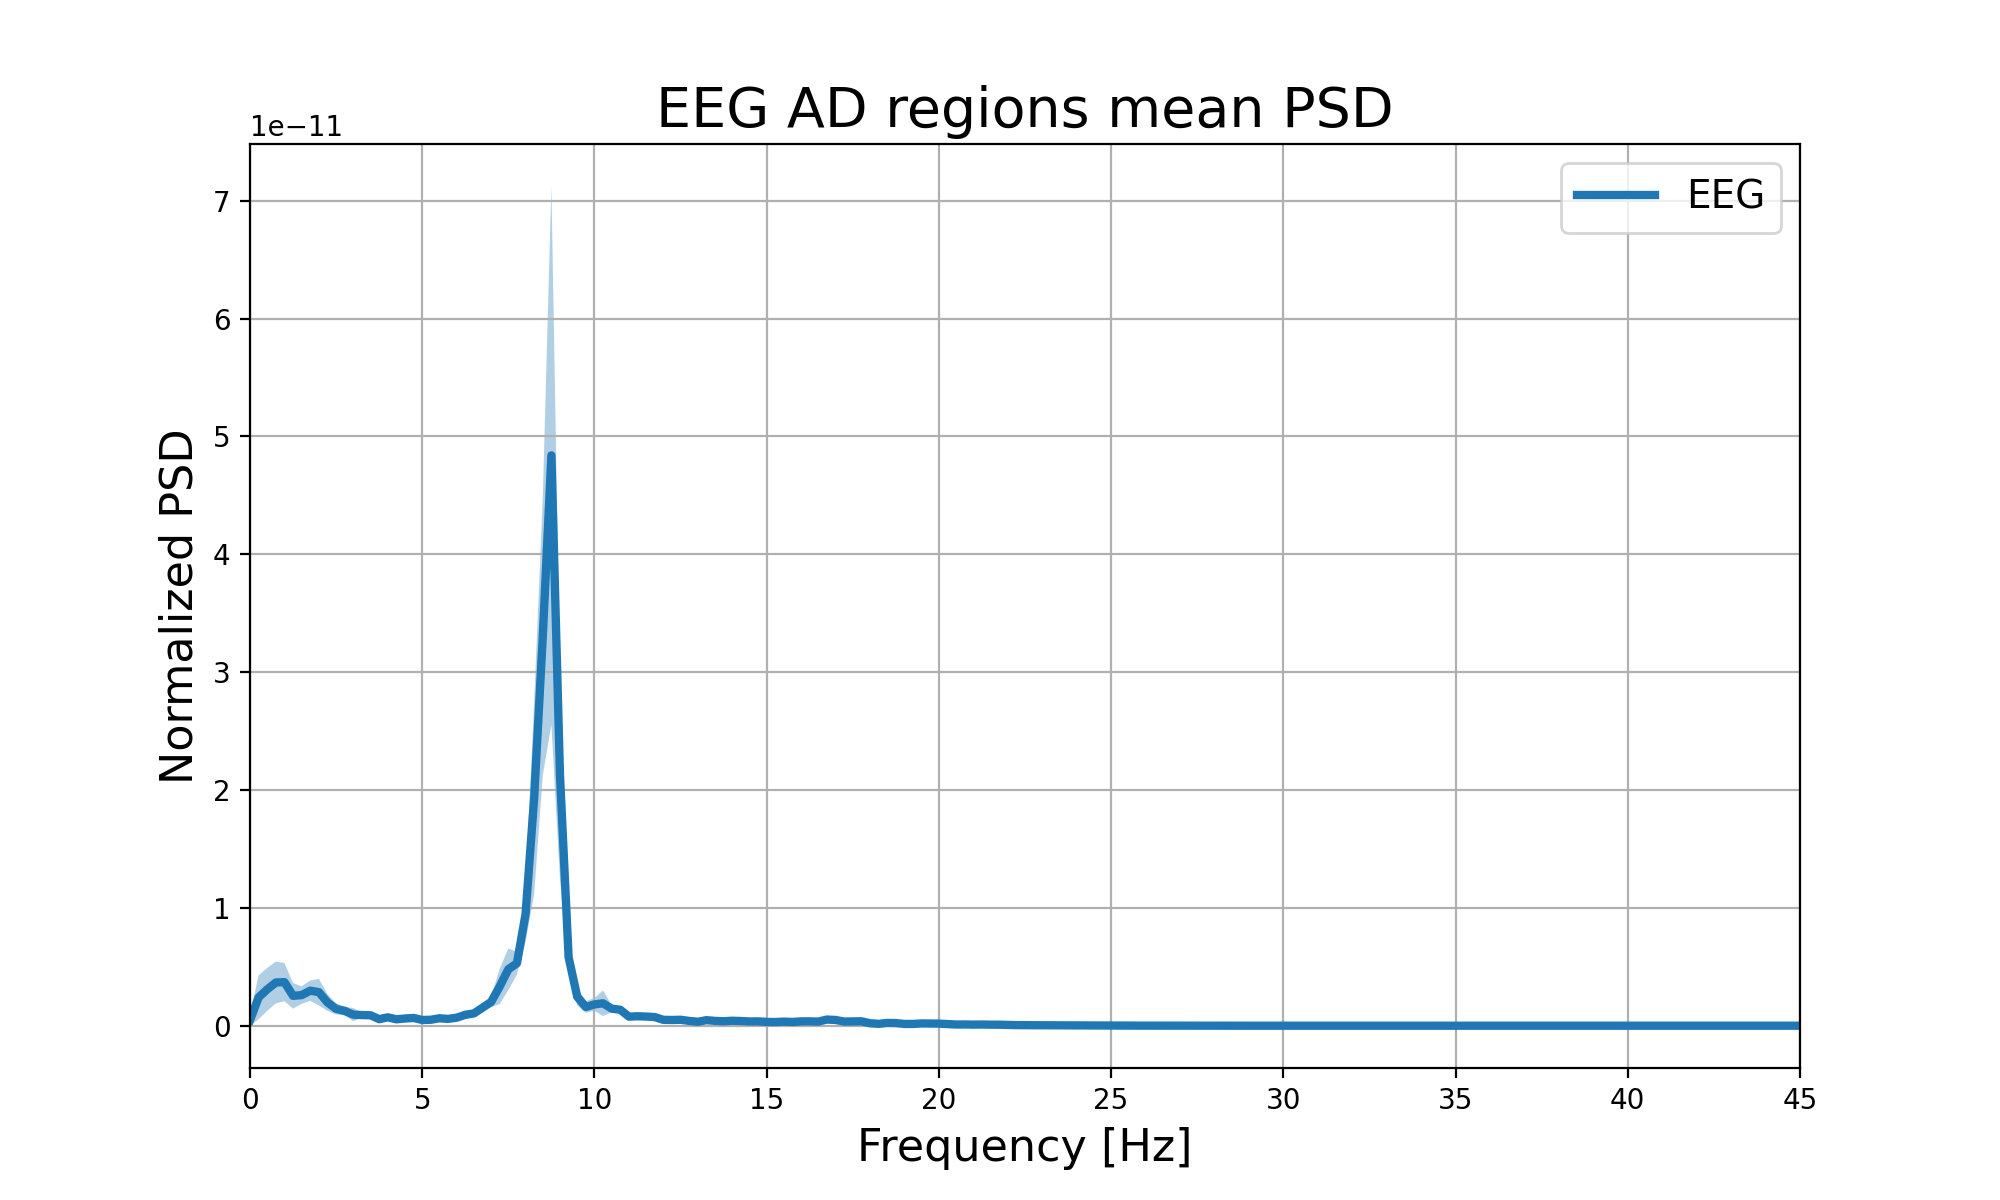 EEG AD regions mean PSD
1e−11
EEG
7
6
5
4
3
2
1
0
Normalized PSD
0 5 10 15 20 25 30 35 40 45
Frequency [Hz]